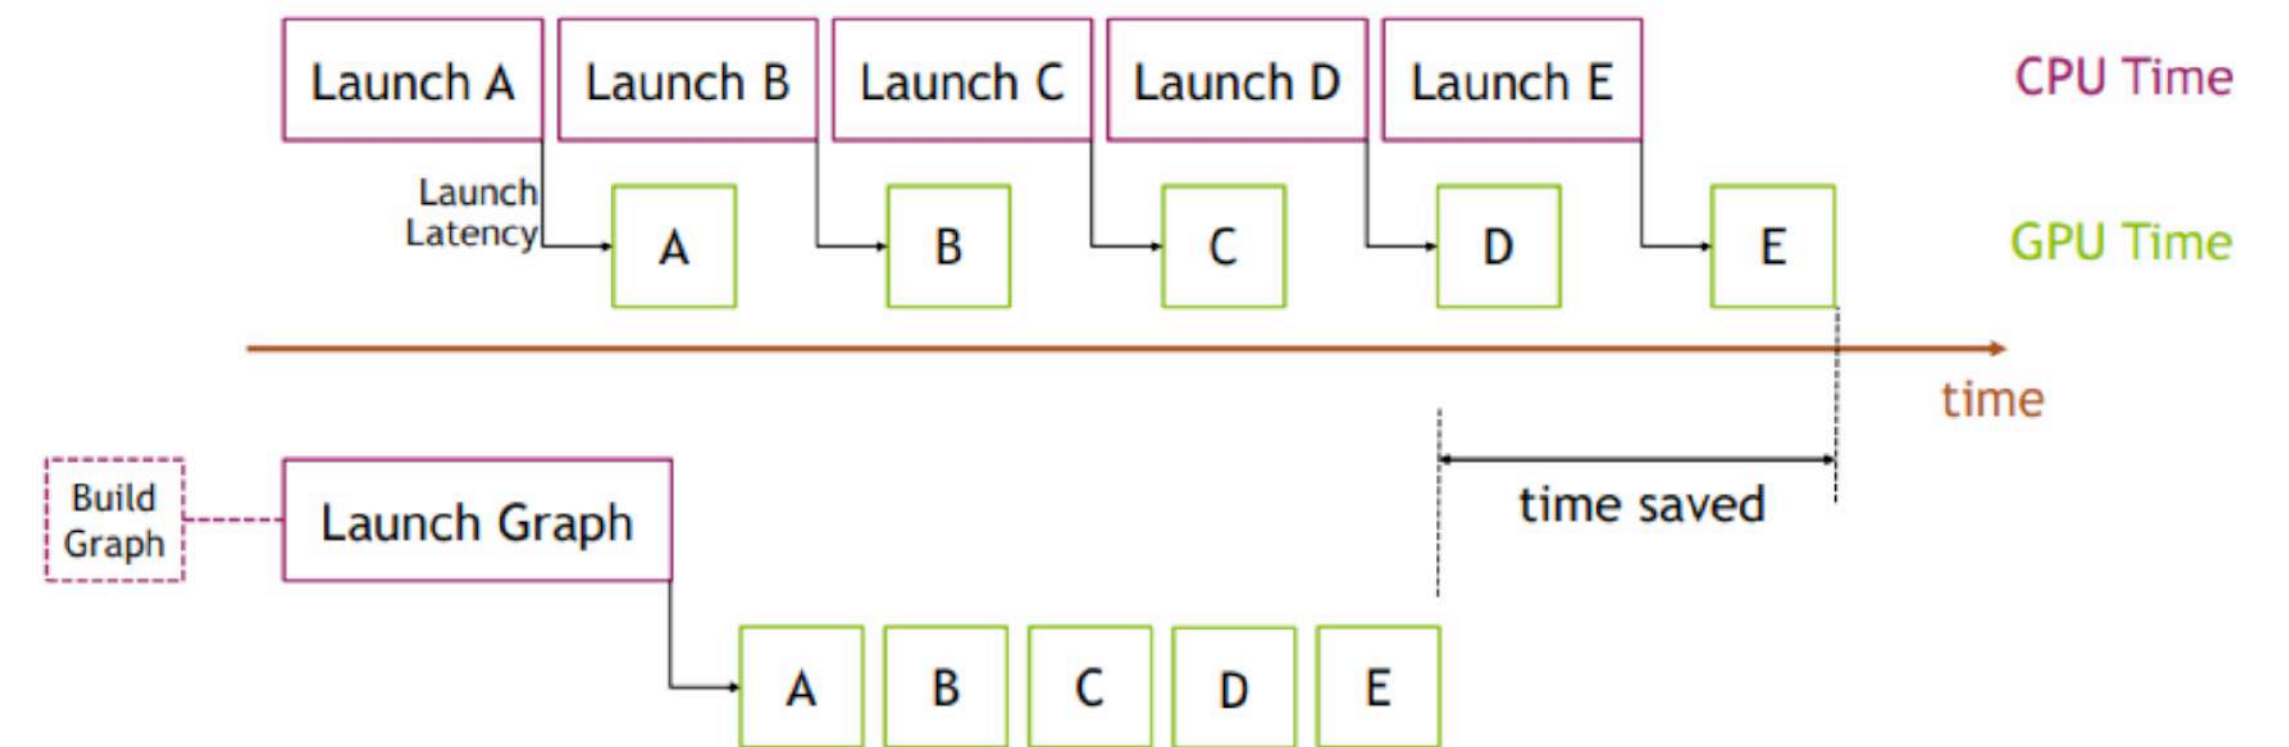 Launch A
Launch B
Launch C
Launch D
Launch E
CPU Time
Launch
Latency
A
B
C
D
E
GPU Time
time
Build
Graph
Launch Graph
time saved
A
B
C
D
E